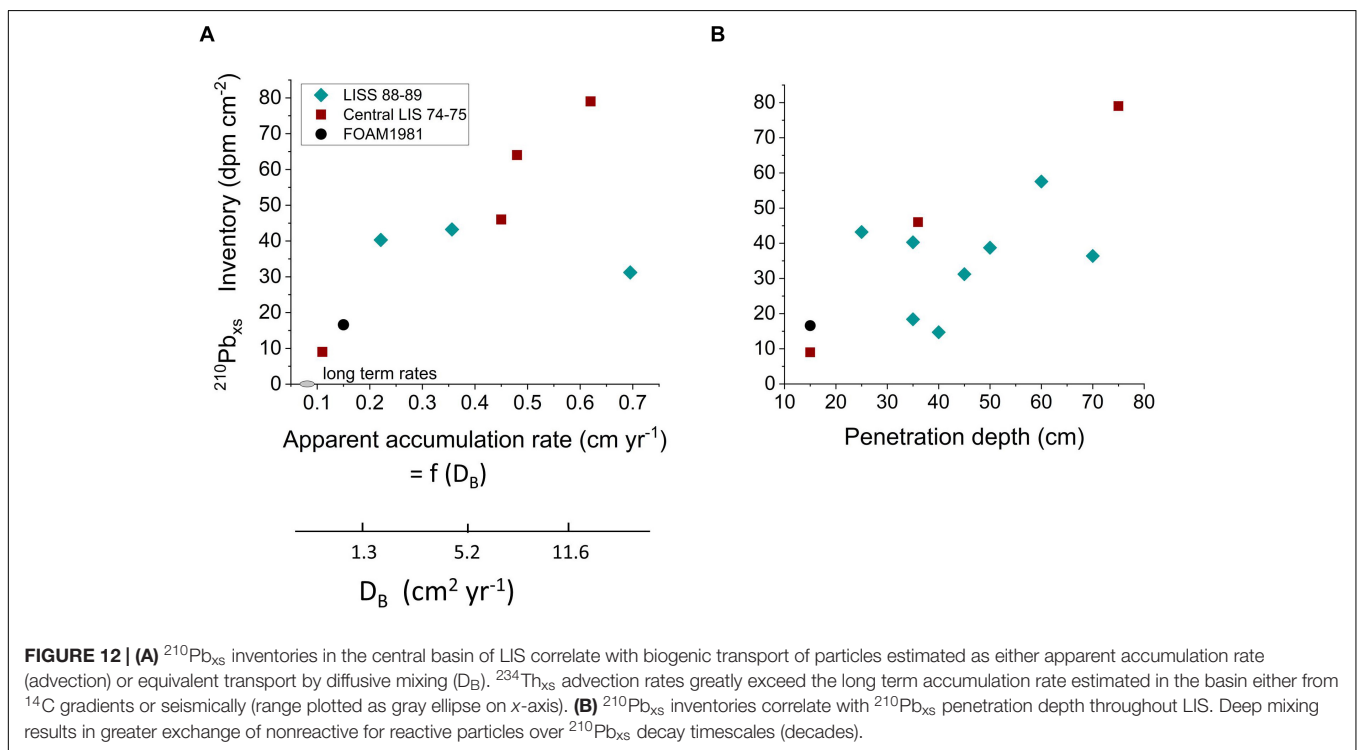 A
B
²¹⁰Pbₓₛ Inventory (dpm cm⁻²)
80
70
60
50
40
30
20
10
0
LISS 88-89
Central LIS 74-75
FOAM1981
long term rates
0.1 0.2 0.3 0.4 0.5 0.6 0.7
Apparent accumulation rate (cm yr⁻¹)
= f (D_B)
1.3 5.2 11.6
D_B (cm² yr⁻¹)
80
70
60
50
40
30
20
10
0
10 20 30 40 50 60 70 80
Penetration depth (cm)
FIGURE 12 | (A) ²¹⁰Pbₓₛ inventories in the central basin of LIS correlate with biogenic transport of particles estimated as either apparent accumulation rate
(advection) or equivalent transport by diffusive mixing (D_B). ²³⁴Thₓₛ advection rates greatly exceed the long term accumulation rate estimated in the basin either from
¹⁴C gradients or seismically (range plotted as gray ellipse on x-axis). (B) ²¹⁰Pbₓₛ inventories correlate with ²¹⁰Pbₓₛ penetration depth throughout LIS. Deep mixing
results in greater exchange of nonreactive for reactive particles over ²¹⁰Pbₓₛ decay timescales (decades).